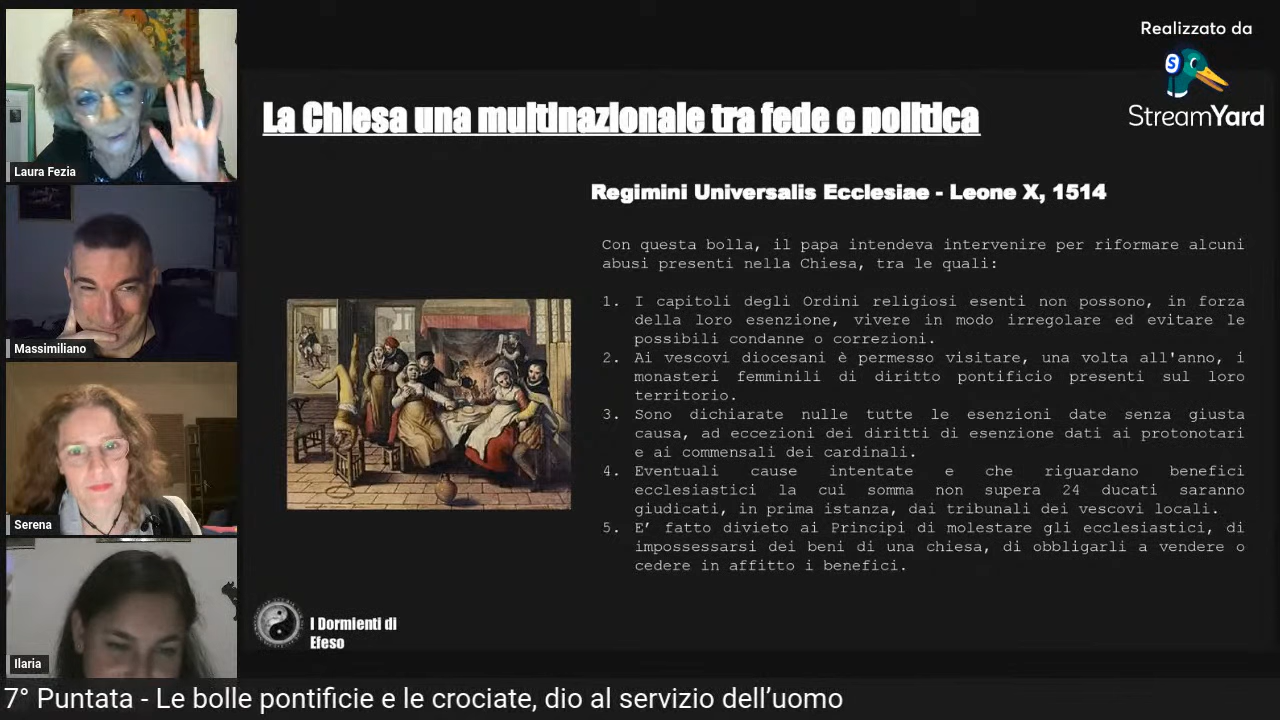 Realizzato da
StreamYard
La Chiesa una multinazionale tra fede e politica
Regimini Universalis Ecclesiae - Leone X, 1514
Con questa bolla, il papa intendeva intervenire per riformare alcuni
abusi presenti nella Chiesa, tra le quali:
1. I capitoli degli Ordini religiosi esenti non possono, in forza
della loro esenzione, vivere in modo irregolare ed evitare le
possibili condanne o correzioni.
2. Ai vescovi diocesani è permesso visitare, una volta all'anno, i
monasteri femminili di diritto pontificio presenti sul loro
territorio.
3. Sono dichiarate nulle tutte le esenzioni date senza giusta
causa, ad eccezioni dei diritti di esenzione dati ai protonotari
e ai commensali dei cardinali.
4. Eventuali cause intentate e che riguardano benefici
ecclesiastici la cui somma non supera 24 ducati saranno
giudicati, in prima istanza, dai tribunali dei vescovi locali.
5. E’ fatto divieto ai Principi di molestare gli ecclesiastici, di
impossessarsi dei beni di una chiesa, di obbligarli a vendere o
cedere in affitto i benefici.
Laura Fezia
Massimiliano
Serena
Ilaria
I Dormienti di
Efeso
7° Puntata - Le bolle pontificie e le crociate, dio al servizio dell’uomo